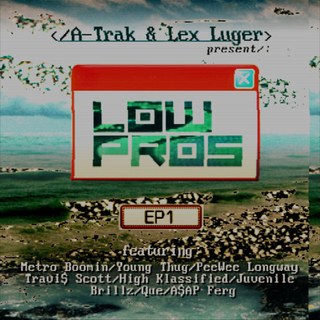 </A-Trak & Lex Luger>
present/:
LOW
PROS
EP1
featuring:
Metro Boomin/Young Thug/PeeWee Longway
Travi$ Scott/High Klassified/Juvenile
Brillz/Que/A$AP Ferg